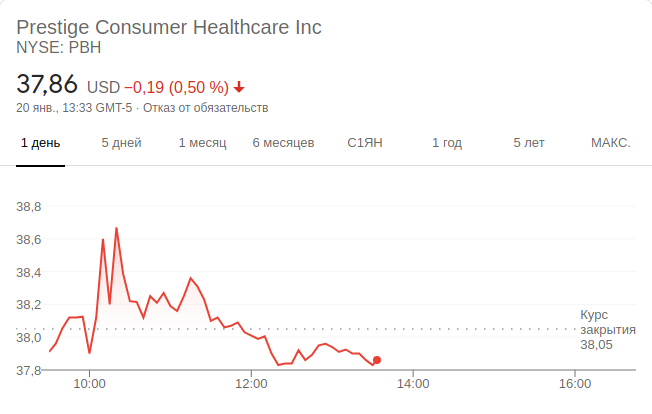 Prestige Consumer Healthcare Inc
NYSE: PBH
37,86 USD −0,19 (0,50 %)
20 янв., 13:33 GMT-5 · Отказ от обязательств
1 день 5 дней 1 месяц 6 месяцев С1ЯН 1 год 5 лет МАКС.
38,8
38,6
38,4
38,2
38,0
37,8
Курс
закрытия
38,05
10:00 12:00 14:00 16:00